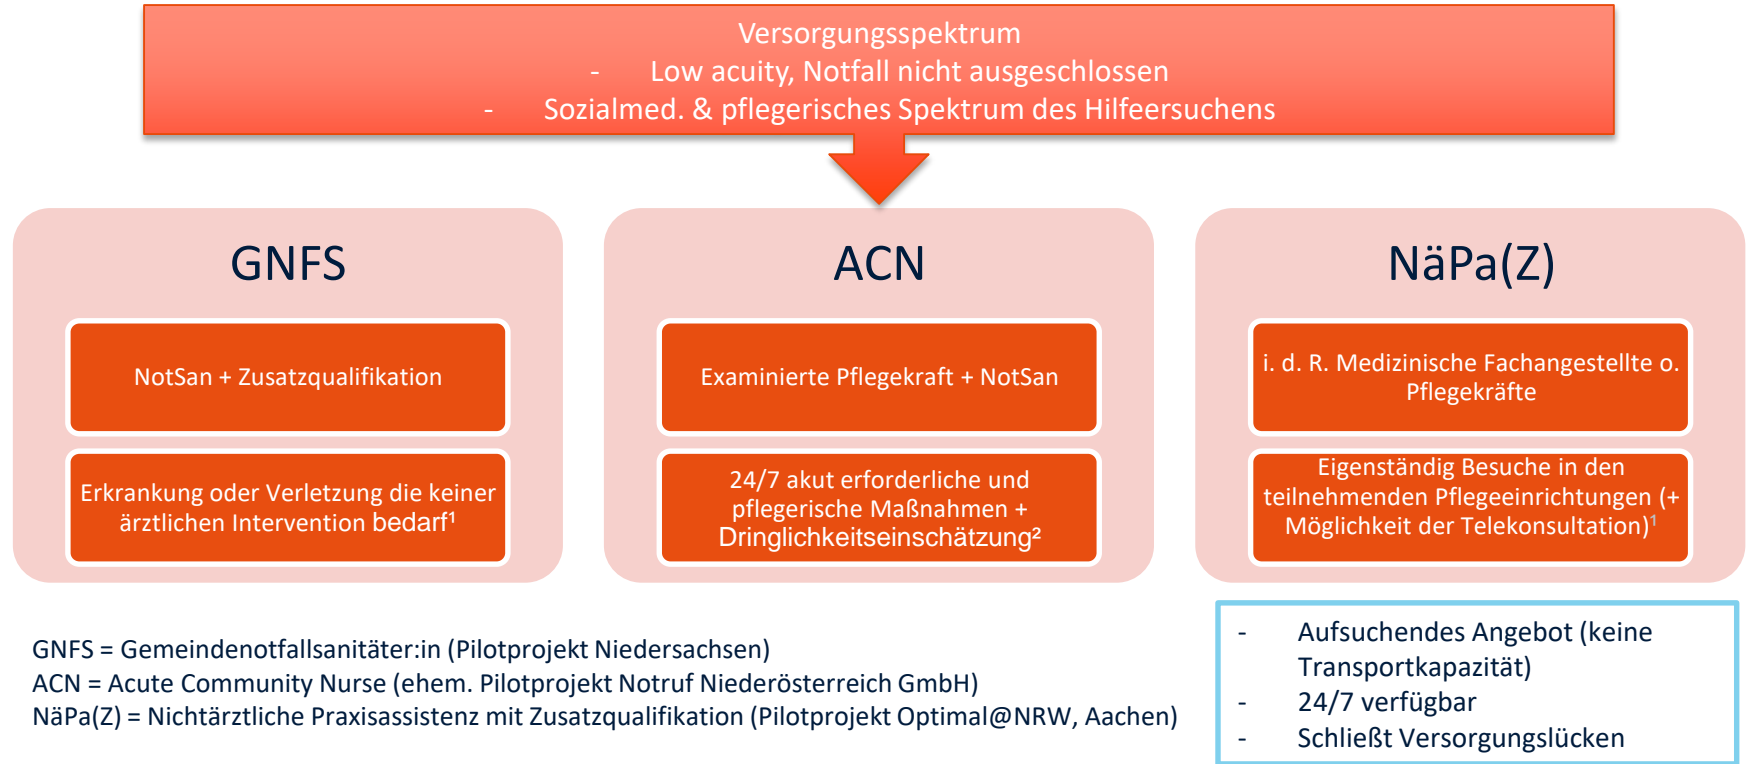 Versorgungsspektrum
- Low acuity, Notfall nicht ausgeschlossen
- Sozialmed. & pflegerisches Spektrum des Hilfeersuchens
GNFS
NotSan + Zusatzqualifikation
Erkrankung oder Verletzung die keiner
ärztlichen Intervention bedarf¹
ACN
Examinierte Pflegekraft + NotSan
24/7 akut erforderliche und
pflegerische Maßnahmen +
Dringlichkeitseinschätzung²
NäPa(Z)
i. d. R. Medizinische Fachangestellte o.
Pflegekräfte
Eigenständig Besuche in den
teilnehmenden Pflegeeinrichtungen (+
Möglichkeit der Telekonsultation)¹
GNFS = Gemeindenotfallsanitäter:in (Pilotprojekt Niedersachsen)
ACN = Acute Community Nurse (ehem. Pilotprojekt Notruf Niederösterreich GmbH)
NäPa(Z) = Nichtärztliche Praxisassistenz mit Zusatzqualifikation (Pilotprojekt Optimal@NRW, Aachen)
- Aufsuchendes Angebot (keine
Transportkapazität)
- 24/7 verfügbar
- Schließt Versorgungslücken